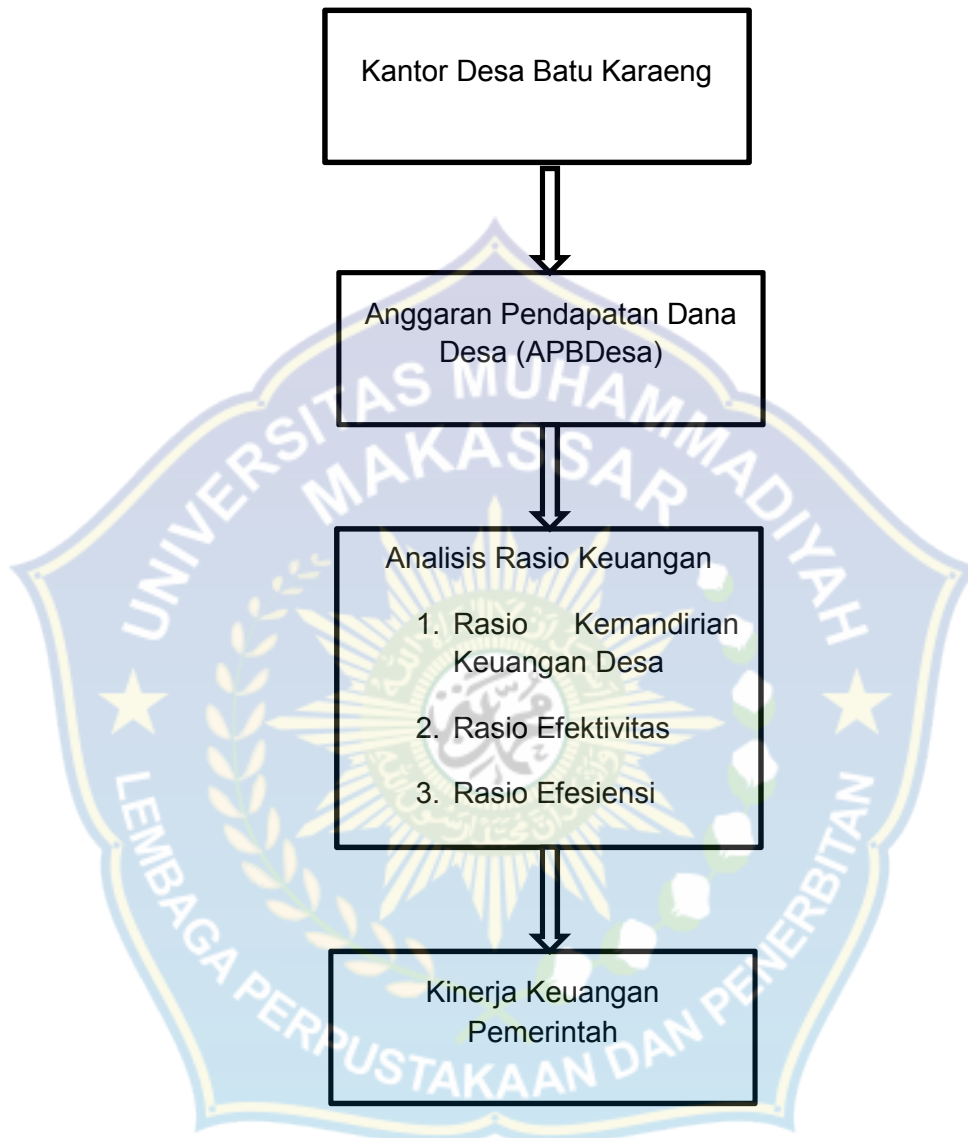 Kantor Desa Batu Karaeng
Anggaran Pendapatan Dana
Desa (APBDesa)
UNIVERSITAS MUHAMMADIYAH
MAKASSAR
Analisis Rasio Keuangan
1. Rasio Kemandirian
Keuangan Desa
2. Rasio Efektivitas
3. Rasio Efesiensi
Kinerja Keuangan
Pemerintah
LEMBAGA PERPUSTAKAAN DAN PENERBITAN